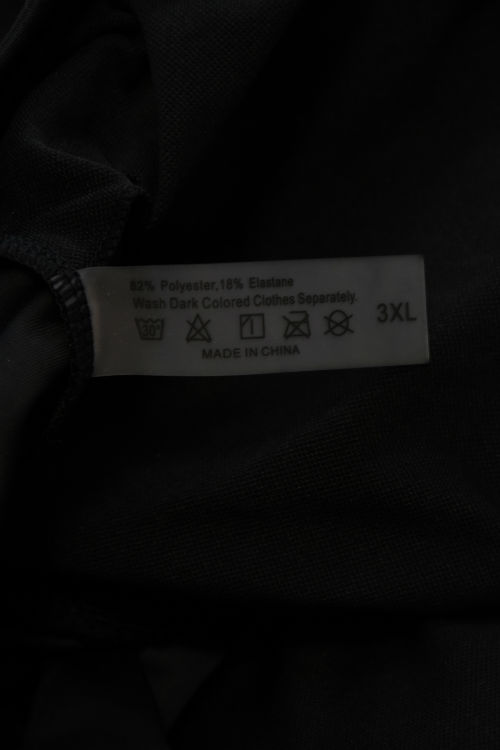 82% Polyester,18% Elastane
Wash Dark Colored Clothes Separately.
30°
3XL
MADE IN CHINA